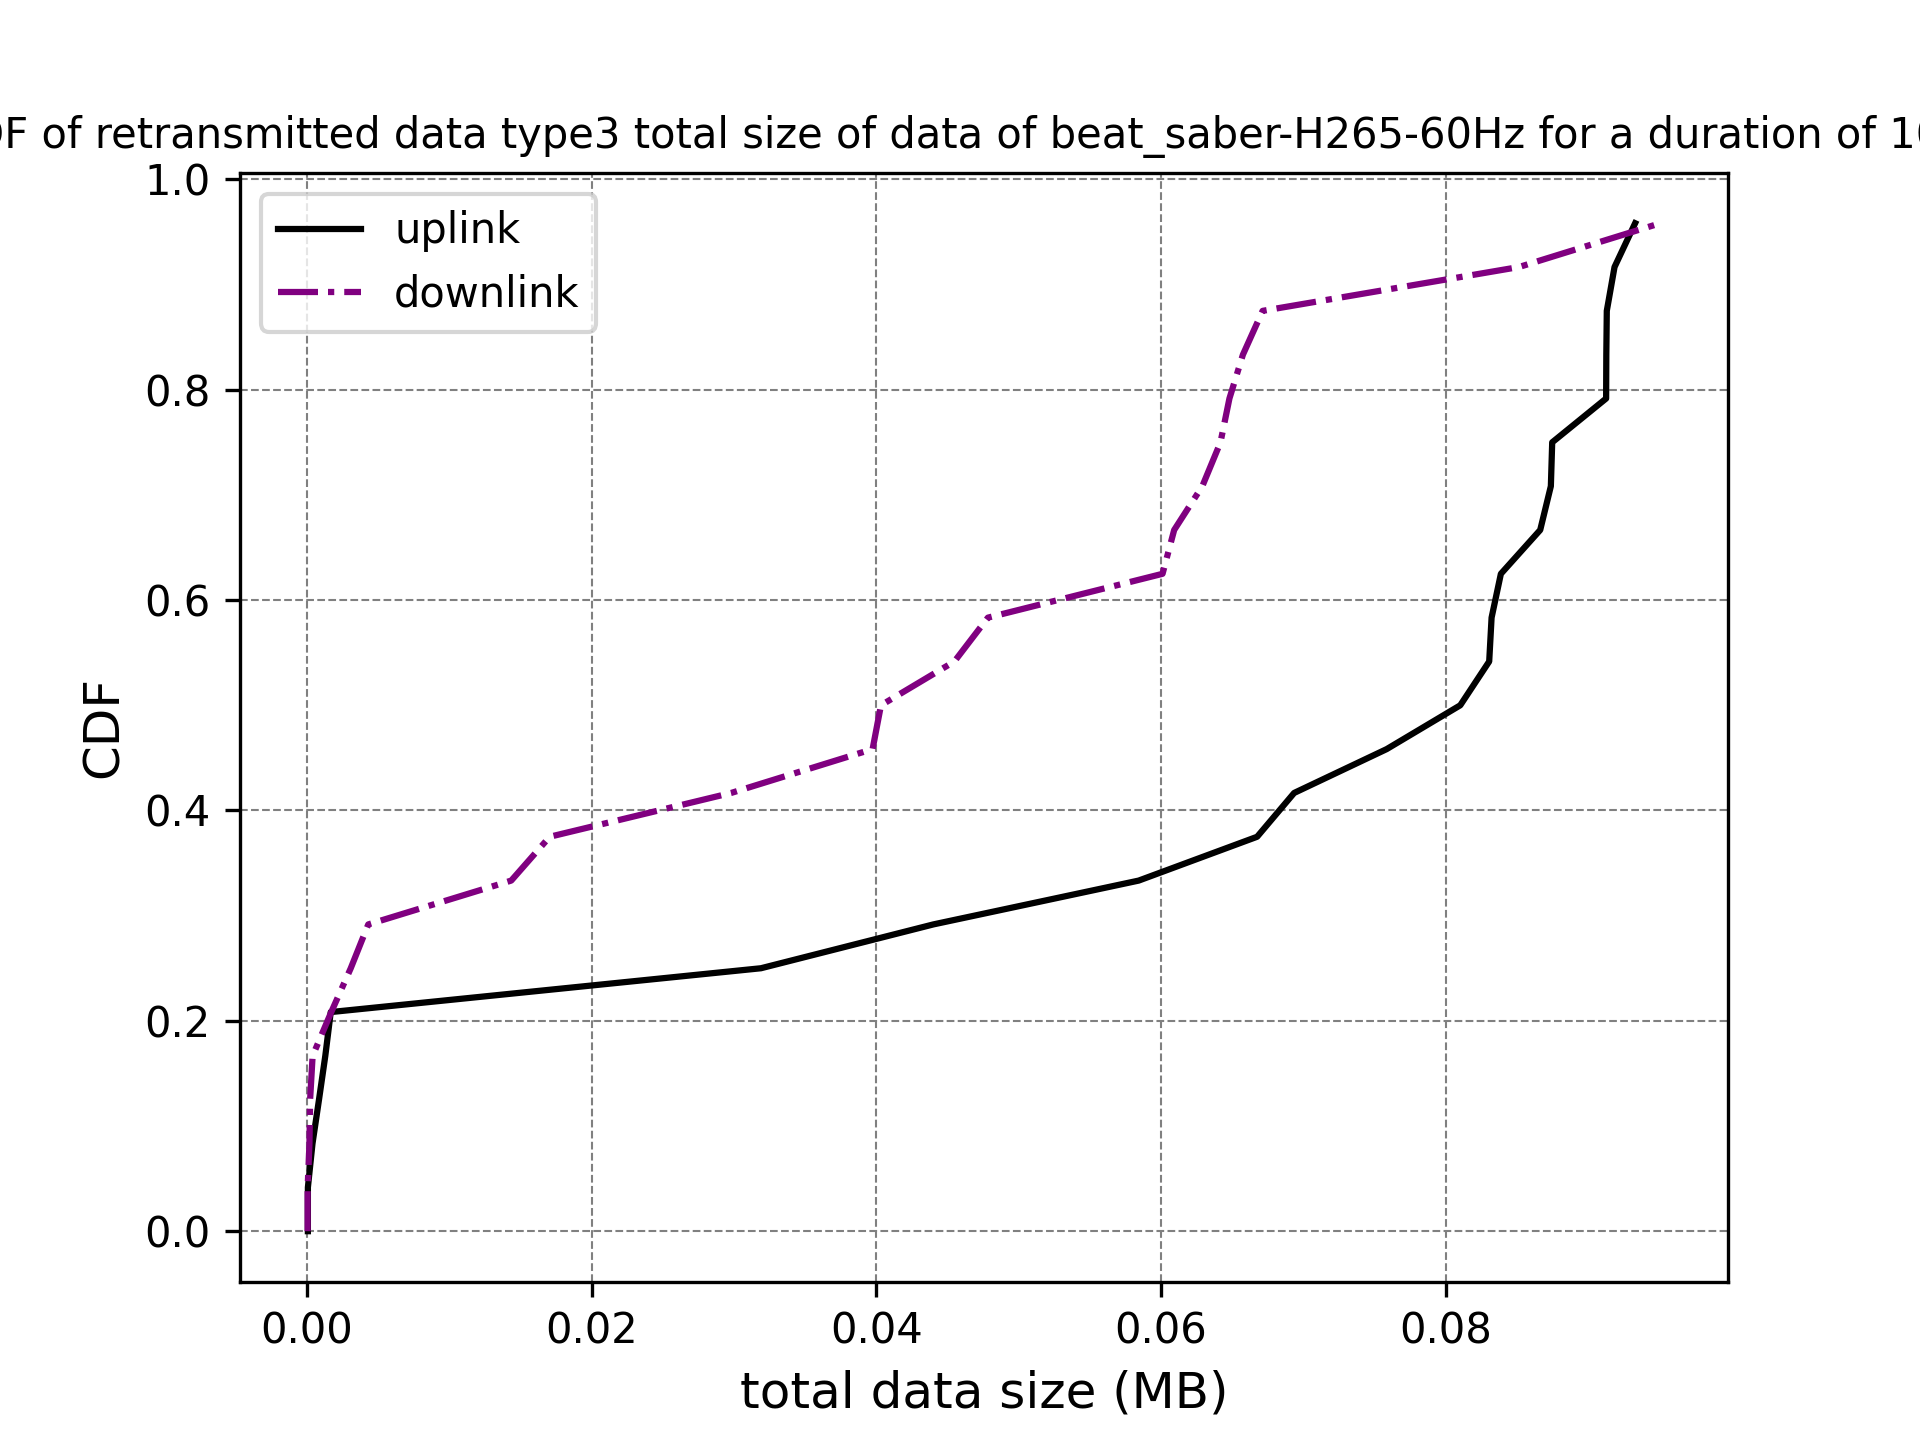 of retransmitted data type3 total size of data of beat_saber-H265-60Hz for a duration of
1.0
0.8
0.6
0.4
0.2
0.0
uplink
downlink
CDF
0.00 0.02 0.04 0.06 0.08
total data size (MB)